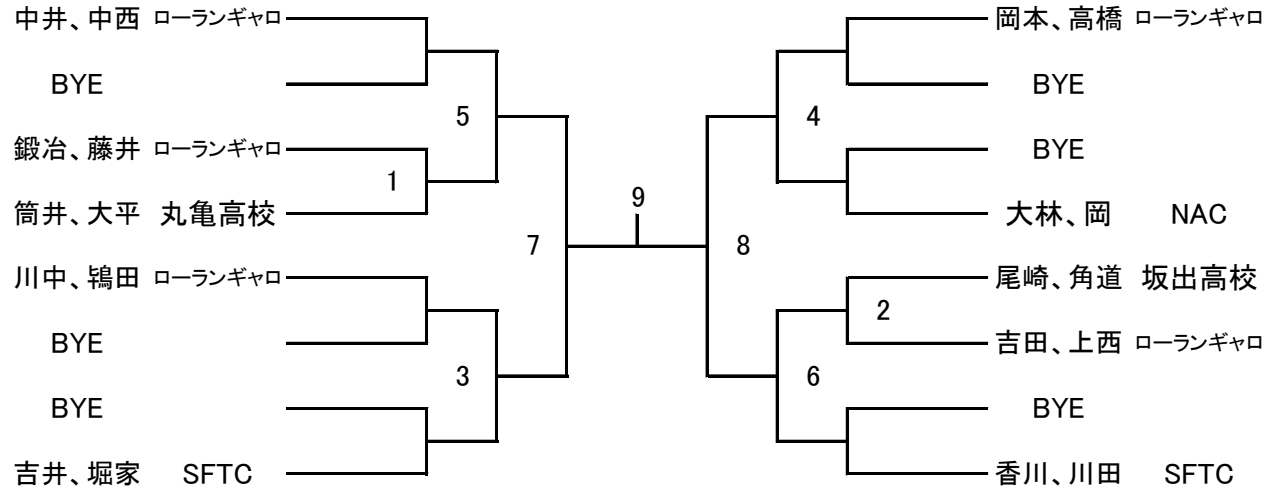 中井、中西 ローランギャロ
BYE
5
鍛冶、藤井 ローランギャロ
1
筒井、大平 丸亀高校
7
川中、鴇田 ローランギャロ
BYE
3
BYE
吉井、堀家 SFTC
9
岡本、高橋 ローランギャロ
BYE
4
BYE
大林、岡 NAC
8
尾崎、角道 坂出高校
2
吉田、上西 ローランギャロ
6
BYE
香川、川田 SFTC